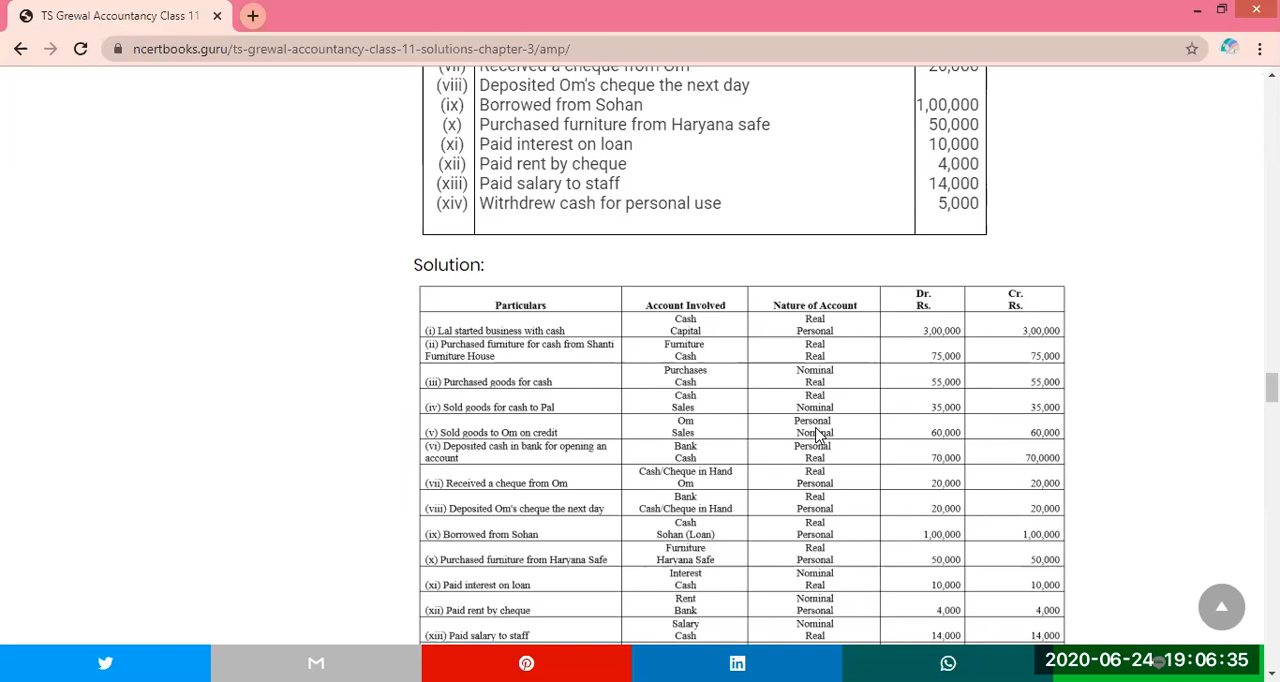 TS Grewal Accountancy Class 11
ncertbooks.guru/ts-grewal-accountancy-class-11-solutions-chapter-3/amp/
(vii) Received a cheque from Om 20,000
(viii) Deposited Om's cheque the next day
(ix) Borrowed from Sohan 1,00,000
(x) Purchased furniture from Haryana safe 50,000
(xi) Paid interest on loan 10,000
(xii) Paid rent by cheque 4,000
(xiii) Paid salary to staff 14,000
(xiv) Witrhdrew cash for personal use 5,000
Solution:
Particulars Account Involved Nature of Account Dr. Rs. Cr. Rs.
Cash Real
(i) Lal started business with cash Capital Personal 3,00,000 3,00,000
(ii) Purchased furniture for cash from Shanti Furniture Real
Furniture House Cash Real 75,000 75,000
Purchases Nominal
(iii) Purchased goods for cash Cash Real 55,000 55,000
Cash Real
(iv) Sold goods for cash to Pal Sales Nominal 35,000 35,000
Om Personal
(v) Sold goods to Om on credit Sales Nominal 60,000 60,000
(vi) Deposited cash in bank for opening an Bank Personal
account Cash Real 70,000 70,0000
Cash/Cheque in Hand Real
(vii) Received a cheque from Om Om Personal 20,000 20,000
Bank Real
(viii) Deposited Om's cheque the next day Cash/Cheque in Hand Personal 20,000 20,000
Cash Real
(ix) Borrowed from Sohan Sohan (Loan) Personal 1,00,000 1,00,000
Furniture Real
(x) Purchased furniture from Haryana Safe Haryana Safe Personal 50,000 50,000
Interest Nominal
(xi) Paid interest on loan Cash Real 10,000 10,000
Rent Nominal
(xii) Paid rent by cheque Bank Personal 4,000 4,000
Salary Nominal
(xiii) Paid salary to staff Cash Real 14,000 14,000
2020-06-24 19:06:35